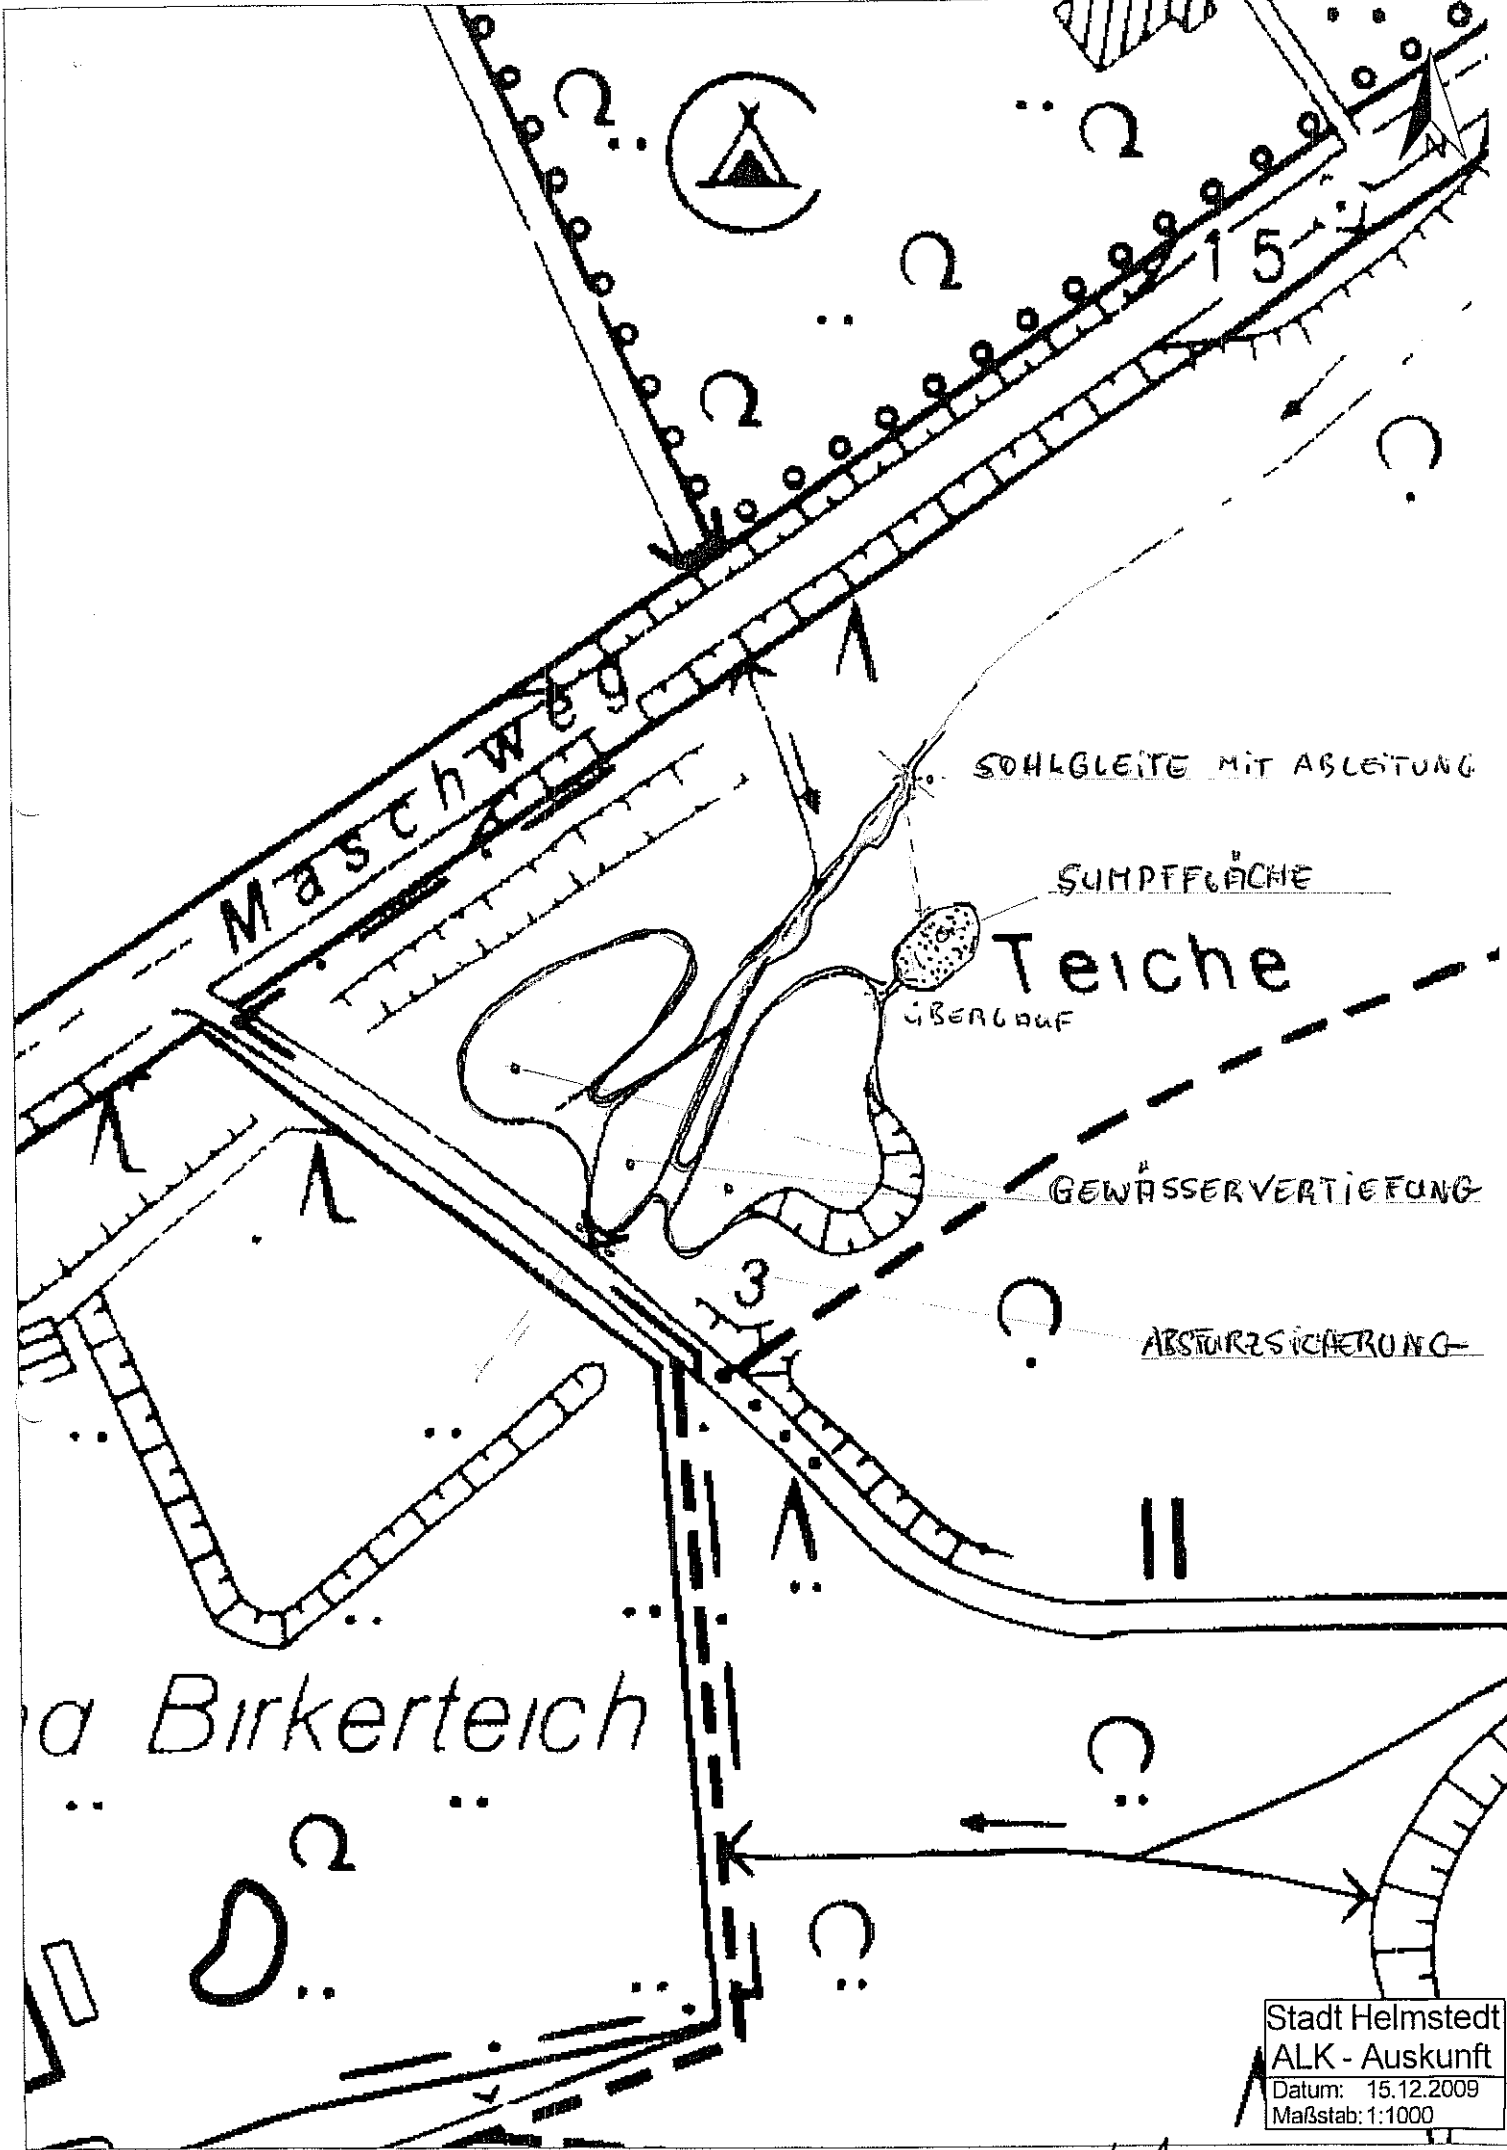 N
15
Maschweg
SOHLGLEITE MIT ABLEITUNG
SUMPFFLÄCHE
Teiche
ÜBERLAUF
GEWÄSSERVERTIEFUNG
3
ABSTURZSICHERUNG
Birkerteich
Stadt Helmstedt
ALK - Auskunft
Datum: 15.12.2009
Maßstab: 1:1000